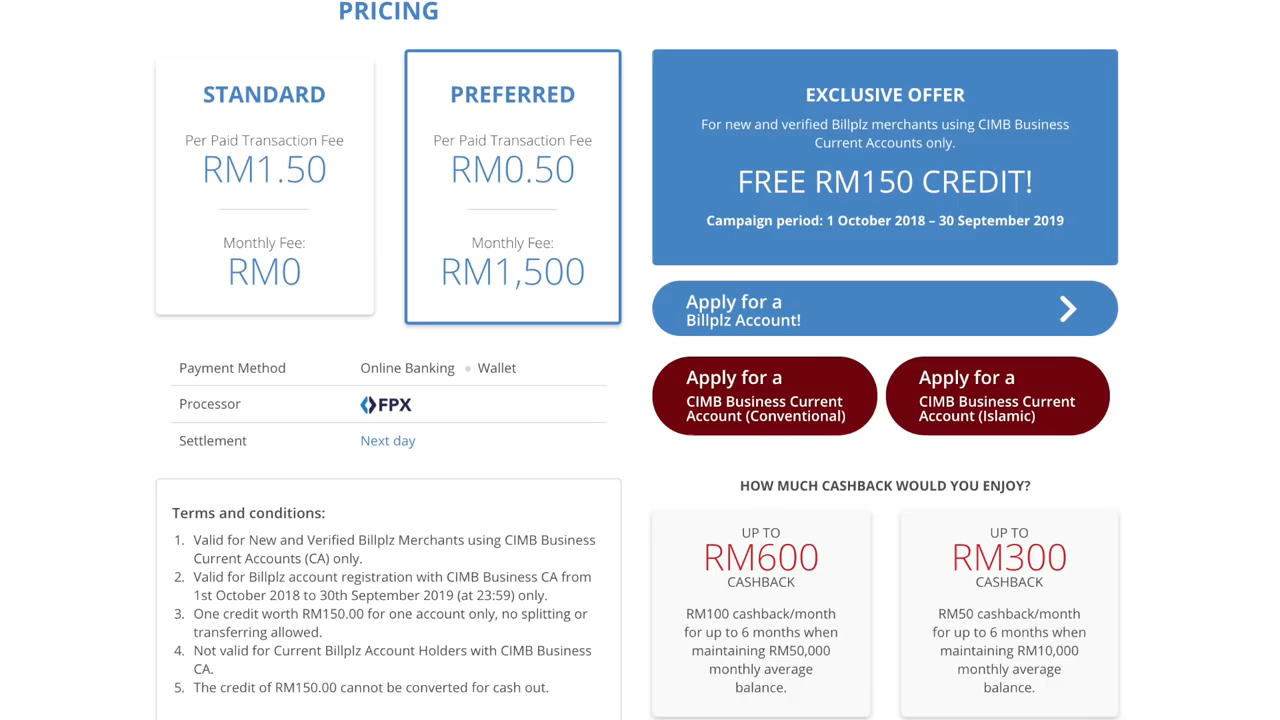 PRICING
STANDARD
Per Paid Transaction Fee
RM1.50
Monthly Fee:
RM0
PREFERRED
Per Paid Transaction Fee
RM0.50
Monthly Fee:
RM1,500
Payment Method Online Banking Wallet
Processor FPX
Settlement Next day
Terms and conditions:
1. Valid for New and Verified Billplz Merchants using CIMB Business
Current Accounts (CA) only.
2. Valid for Billplz account registration with CIMB Business CA from
1st October 2018 to 30th September 2019 (at 23:59) only.
3. One credit worth RM150.00 for one account only, no splitting or
transferring allowed.
4. Not valid for Current Billplz Account Holders with CIMB Business
CA.
5. The credit of RM150.00 cannot be converted for cash out.
EXCLUSIVE OFFER
For new and verified Billplz merchants using CIMB Business
Current Accounts only.
FREE RM150 CREDIT!
Campaign period: 1 October 2018 – 30 September 2019
Apply for a
Billplz Account!
Apply for a
CIMB Business Current
Account (Conventional)
Apply for a
CIMB Business Current
Account (Islamic)
HOW MUCH CASHBACK WOULD YOU ENJOY?
UP TO
RM600
CASHBACK
RM100 cashback/month
for up to 6 months when
maintaining RM50,000
monthly average
balance.
UP TO
RM300
CASHBACK
RM50 cashback/month
for up to 6 months when
maintaining RM10,000
monthly average
balance.